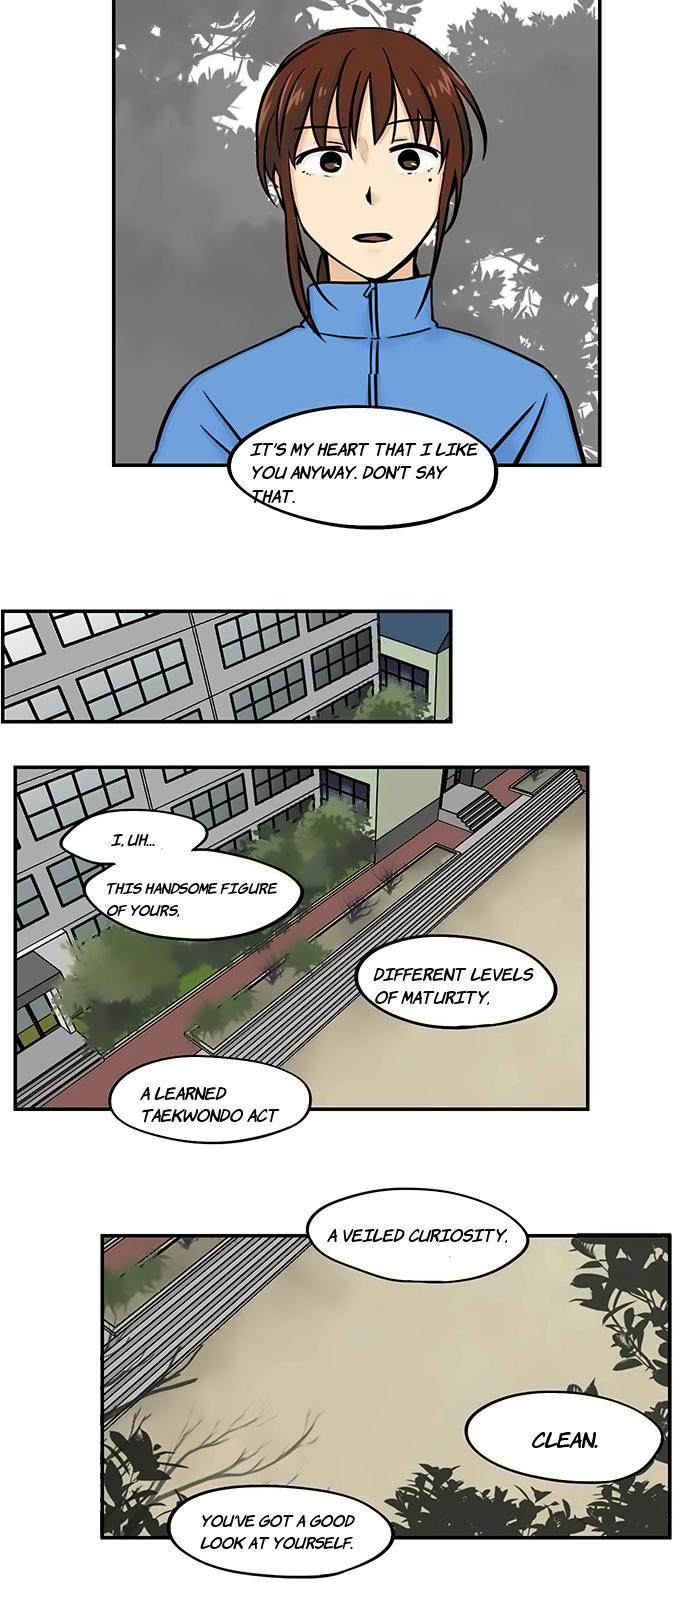 IT'S MY HEART THAT I LIKE
YOU ANYWAY. DON'T SAY
THAT.
I, UH...
THIS HANDSOME FIGURE
OF YOURS,
DIFFERENT LEVELS
OF MATURITY,
A LEARNED
TAEKWONDO ACT
A VEILED CURIOSITY,
CLEAN.
YOU'VE GOT A GOOD
LOOK AT YOURSELF.